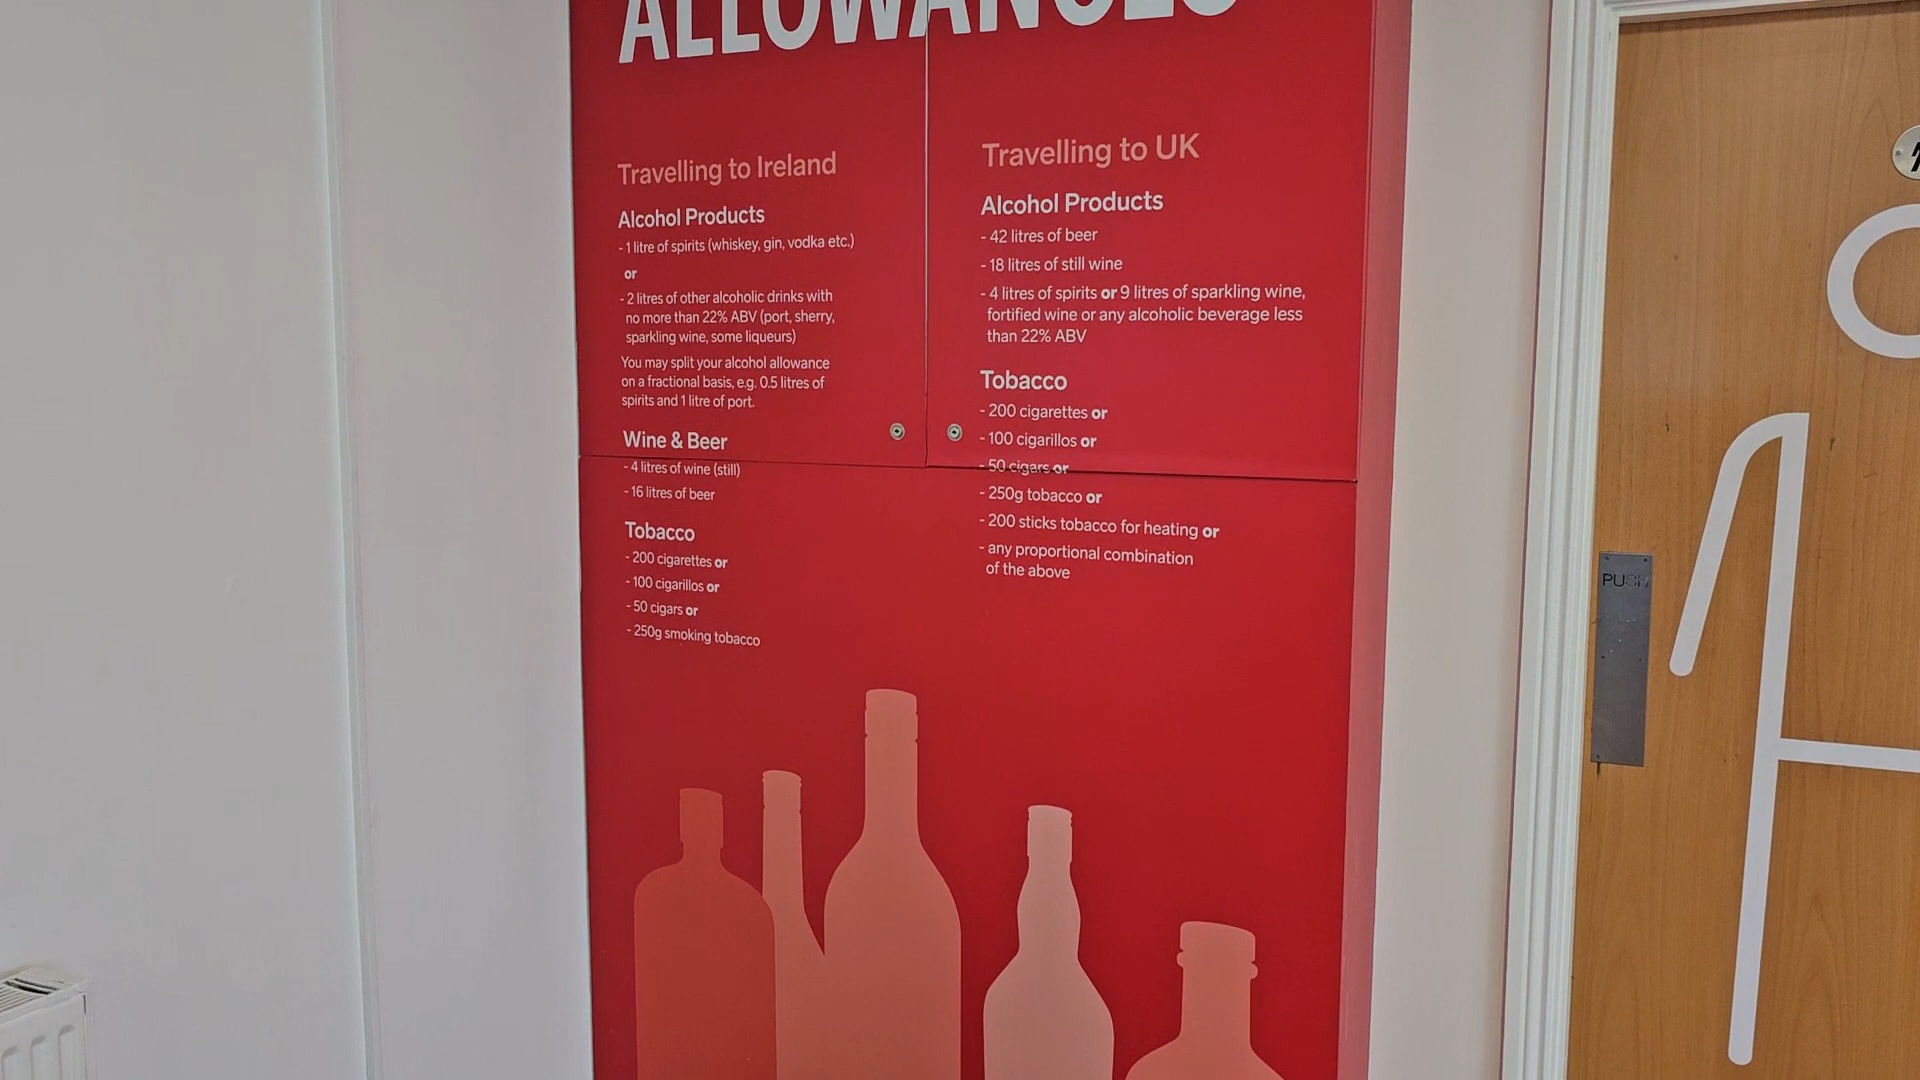 ALLOWANCES
Travelling to Ireland
Alcohol Products
- 1 litre of spirits (whiskey, gin, vodka etc.)
or
- 2 litres of other alcoholic drinks with
no more than 22% ABV (port, sherry,
sparkling wine, some liqueurs)
You may split your alcohol allowance
on a fractional basis, e.g. 0.5 litres of
spirits and 1 litre of port.
Wine & Beer
- 4 litres of wine (still)
- 16 litres of beer
Tobacco
- 200 cigarettes or
- 100 cigarillos or
- 50 cigars or
- 250g smoking tobacco
Travelling to UK
Alcohol Products
- 42 litres of beer
- 18 litres of still wine
- 4 litres of spirits or 9 litres of sparkling wine,
fortified wine or any alcoholic beverage less
than 22% ABV
Tobacco
- 200 cigarettes or
- 100 cigarillos or
- 50 cigars or
- 250g tobacco or
- 200 sticks tobacco for heating or
- any proportional combination
of the above
PUSH